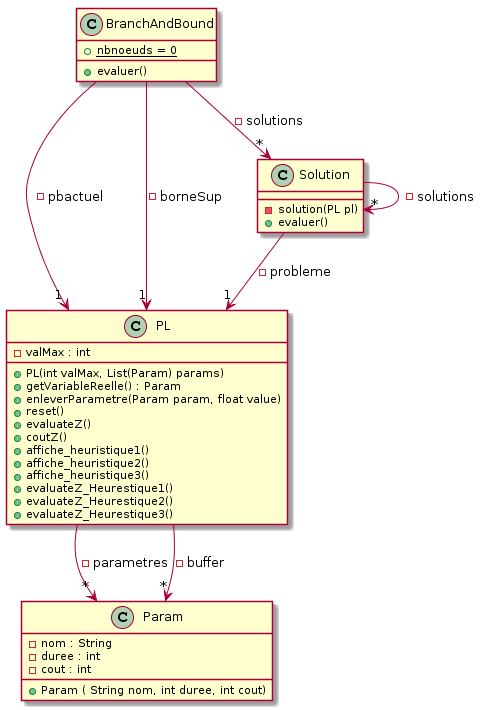 C BranchAndBound
nbnoeuds = 0
evaluer()
solutions
*
C Solution
solution(PL pl)
evaluer()
solutions
*
pbactuel
borneSup
probleme
1
1
1
C PL
valMax : int
PL(int valMax, List(Param) params)
getVariableReelle() : Param
enleverParametre(Param param, float value)
reset()
evaluateZ()
coutZ()
affiche_heuristique1()
affiche_heuristique2()
affiche_heuristique3()
evaluateZ_Heurestique1()
evaluateZ_Heurestique2()
evaluateZ_Heurestique3()
parametres
buffer
*
*
C Param
nom : String
duree : int
cout : int
Param ( String nom, int duree, int cout)